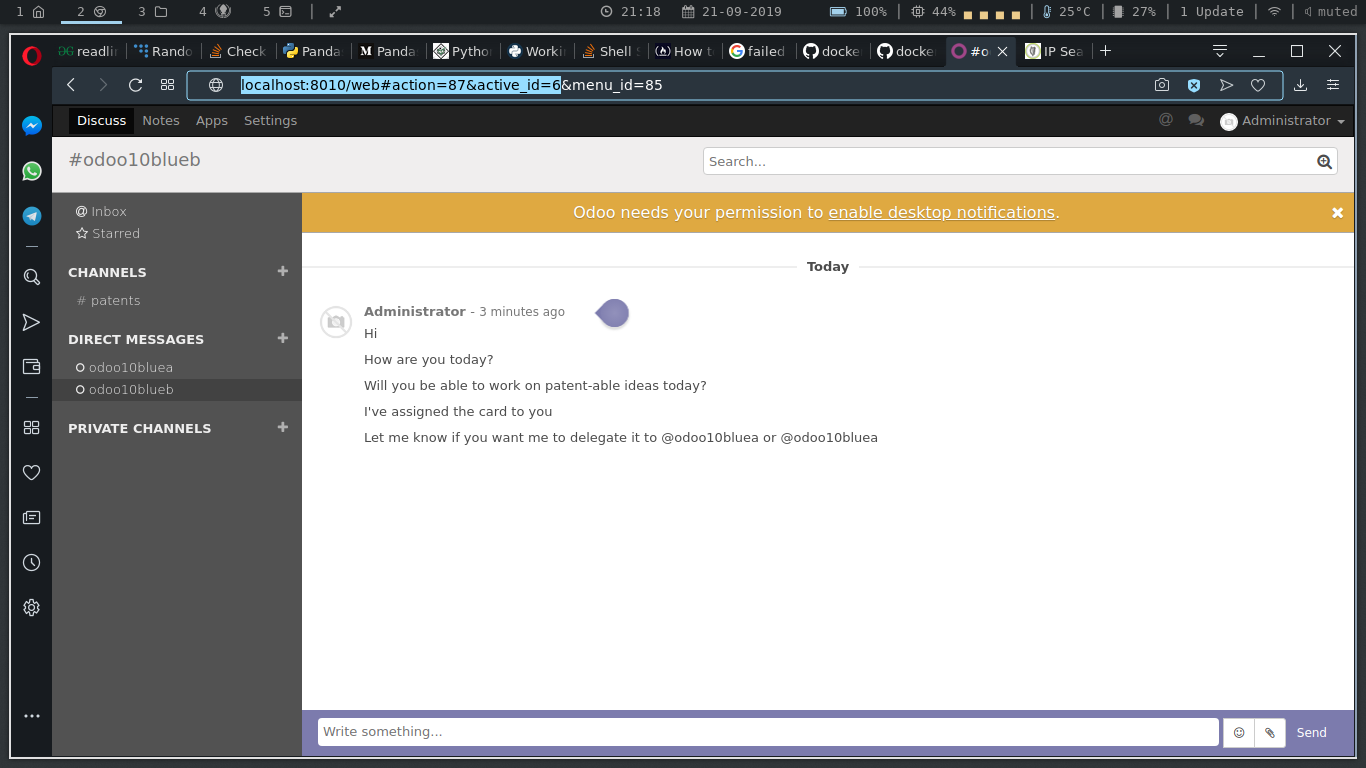 1 2 3 4 5 21:18 21-09-2019 100% 44% 25°C 27% 1 Update muted
readli Rando Check Panda Panda Pytho Worki Shell S How t failed docke docke #o IP Sea
localhost:8010/web#action=87&active_id=6&menu_id=85
Discuss Notes Apps Settings @ Administrator
#odoo10blueb Search...
Inbox
Starred
CHANNELS +
# patents
DIRECT MESSAGES +
odoo10bluea
odoo10blueb
PRIVATE CHANNELS +
Odoo needs your permission to enable desktop notifications.
Today
Administrator - 3 minutes ago
Hi
How are you today?
Will you be able to work on patent-able ideas today?
I've assigned the card to you
Let me know if you want me to delegate it to @odoo10bluea or @odoo10bluea
Write something... Send